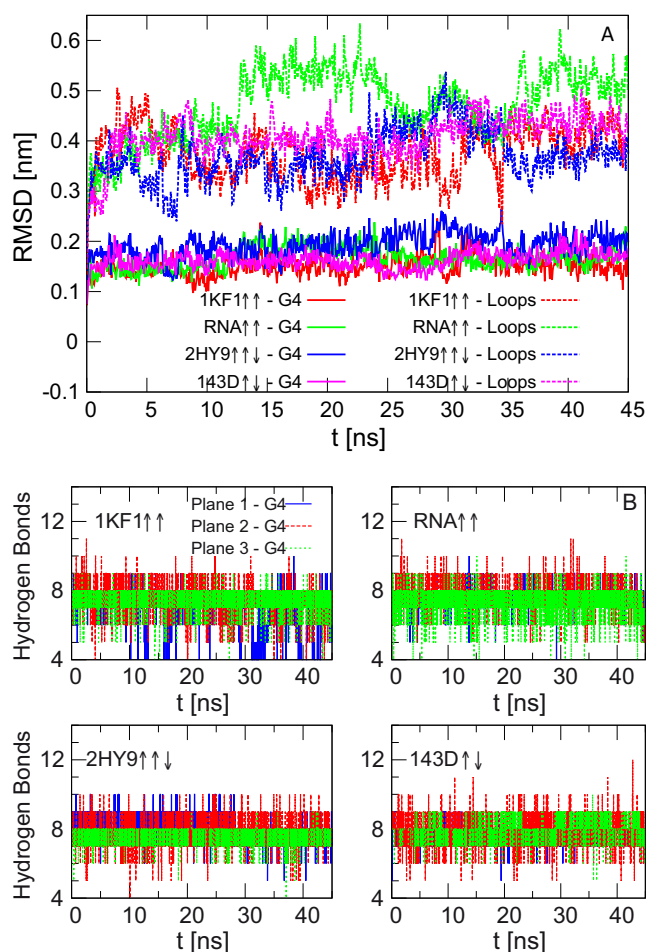 A
RMSD [nm]
0.6
0.5
0.4
0.3
0.2
0.1
0
-0.1
1KF1↑↑ - G4
1KF1↑↑ - Loops
RNA↑↑ - G4
RNA↑↑ - Loops
2HY9↑↑↓ - G4
2HY9↑↑↓ - Loops
143D↑↓ - G4
143D↑↓ - Loops
0 5 10 15 20 25 30 35 40 45
t [ns]
B
Hydrogen Bonds
12
8
4
1KF1↑↑
Plane 1 - G4
Plane 2 - G4
Plane 3 - G4
0 10 20 30 40
t [ns]
12
8
4
RNA↑↑
0 10 20 30 40
t [ns]
Hydrogen Bonds
12
8
4
2HY9↑↑↓
0 10 20 30 40
t [ns]
12
8
4
143D↑↓
0 10 20 30 40
t [ns]